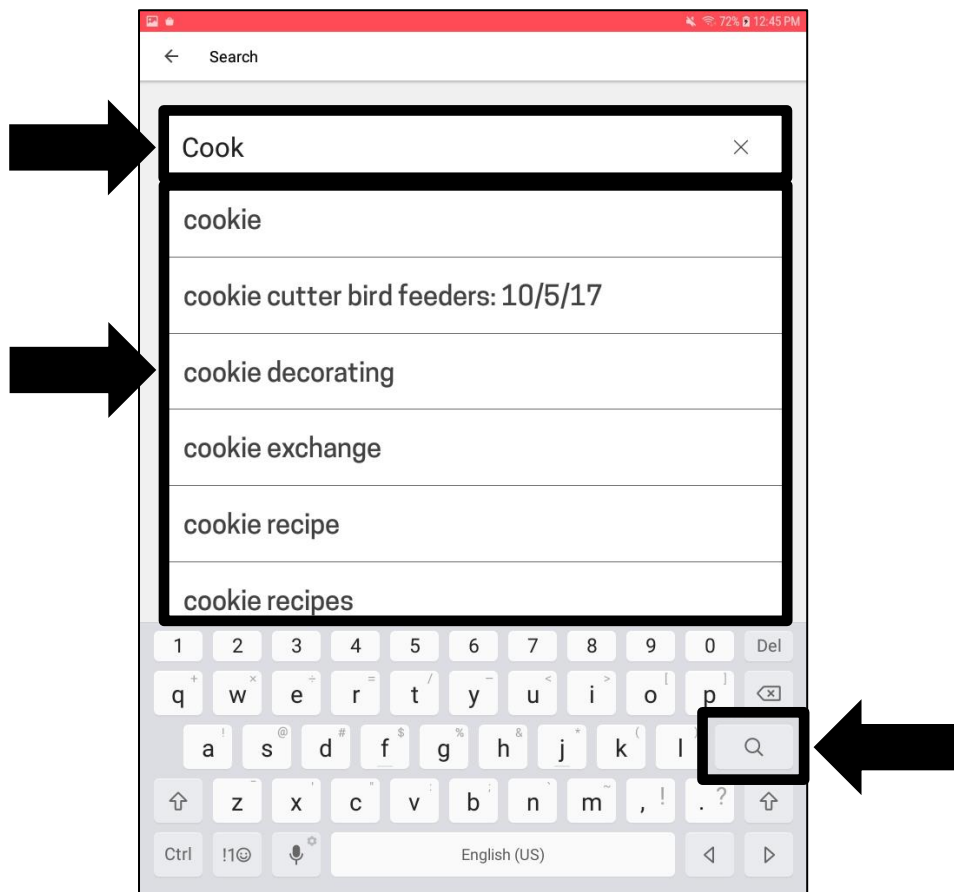 72% 12:45 PM
Search
Cook
cookie
cookie cutter bird feeders: 10/5/17
cookie decorating
cookie exchange
cookie recipe
cookie recipes
1 2 3 4 5 6 7 8 9 0 Del
+ × ÷ = / _ < > [ ]
q w e r t y u i o p
! @ # $ % & * ( )
a s d f g h j k l
- ' " : ; ` ~
z x c v b n m , ! . ?
Ctrl !1☺ English (US)